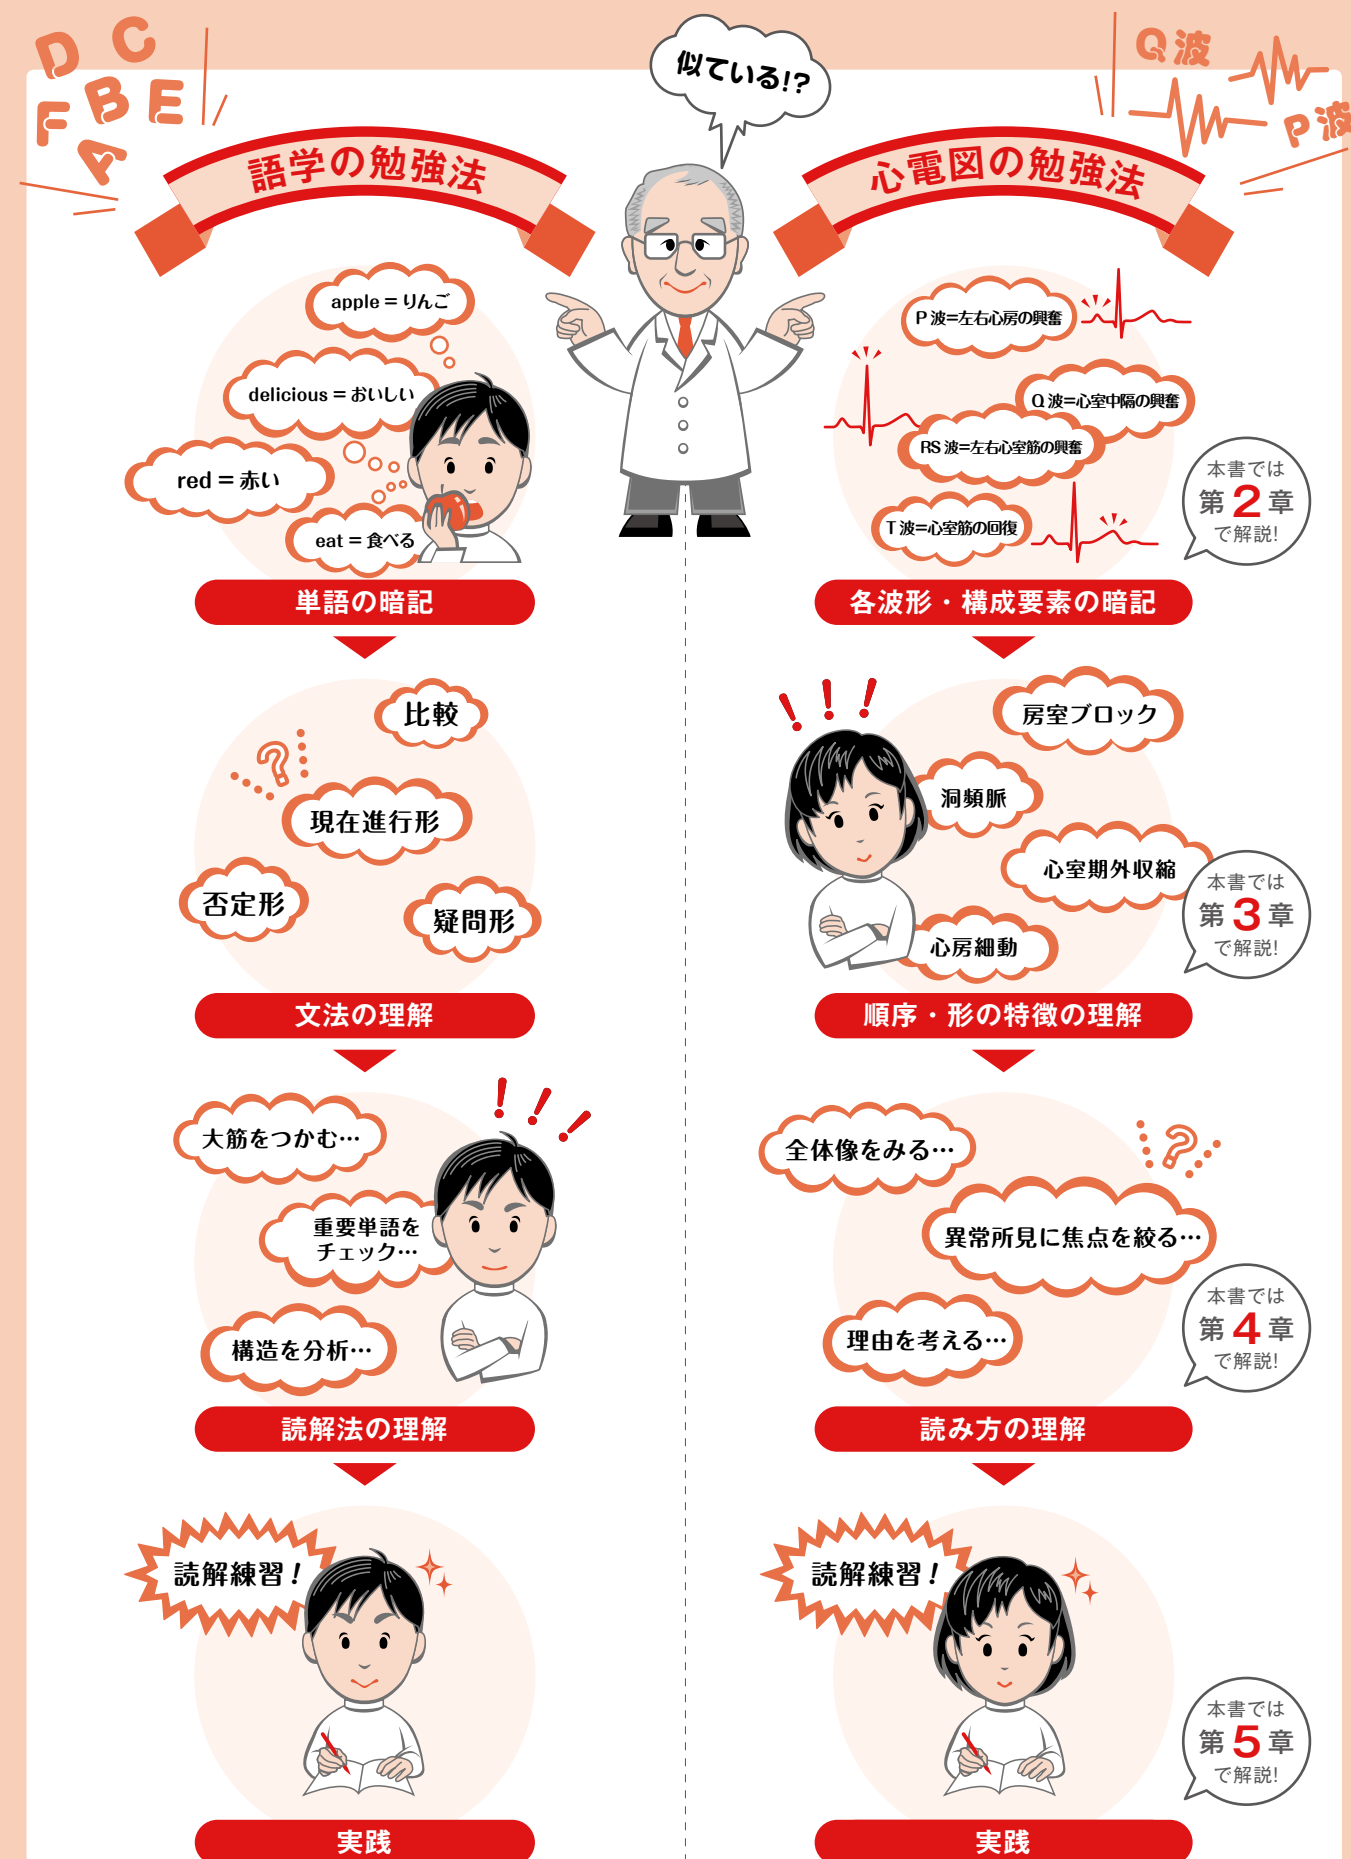 D C
F B E
A
似ている!?
Q波
P波
語学の勉強法
apple = りんご
delicious = おいしい
red = 赤い
eat = 食べる
単語の暗記
比較
?
現在進行形
否定形
疑問形
文法の理解
!!!
大筋をつかむ…
重要単語を
チェック…
構造を分析…
読解法の理解
読解練習!
実践
心電図の勉強法
P波=左右心房の興奮
Q波=心室中隔の興奮
RS波=左右心室筋の興奮
T波=心室筋の回復
本書では
第2章
で解説!
各波形・構成要素の暗記
!!!
房室ブロック
洞頻脈
心室期外収縮
心房細動
本書では
第3章
で解説!
順序・形の特徴の理解
全体像をみる…
?
異常所見に焦点を絞る…
理由を考える…
本書では
第4章
で解説!
読み方の理解
読解練習!
本書では
第5章
で解説!
実践